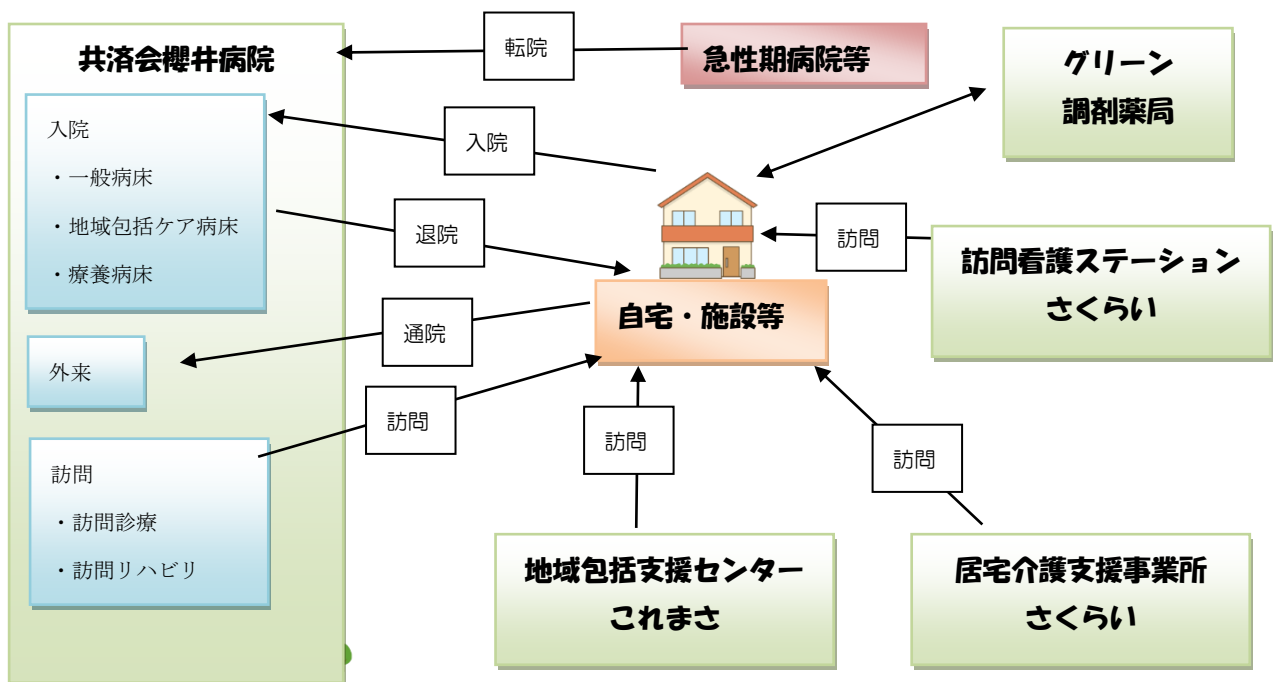 共済会櫻井病院
入院
・一般病床
・地域包括ケア病床
・療養病床
外来
訪問
・訪問診療
・訪問リハビリ
転院
急性期病院等
グリーン
調剤薬局
入院
退院
通院
訪問
自宅・施設等
訪問
訪問看護ステーション
さくらい
訪問
訪問
地域包括支援センター
これまさ
居宅介護支援事業所
さくらい